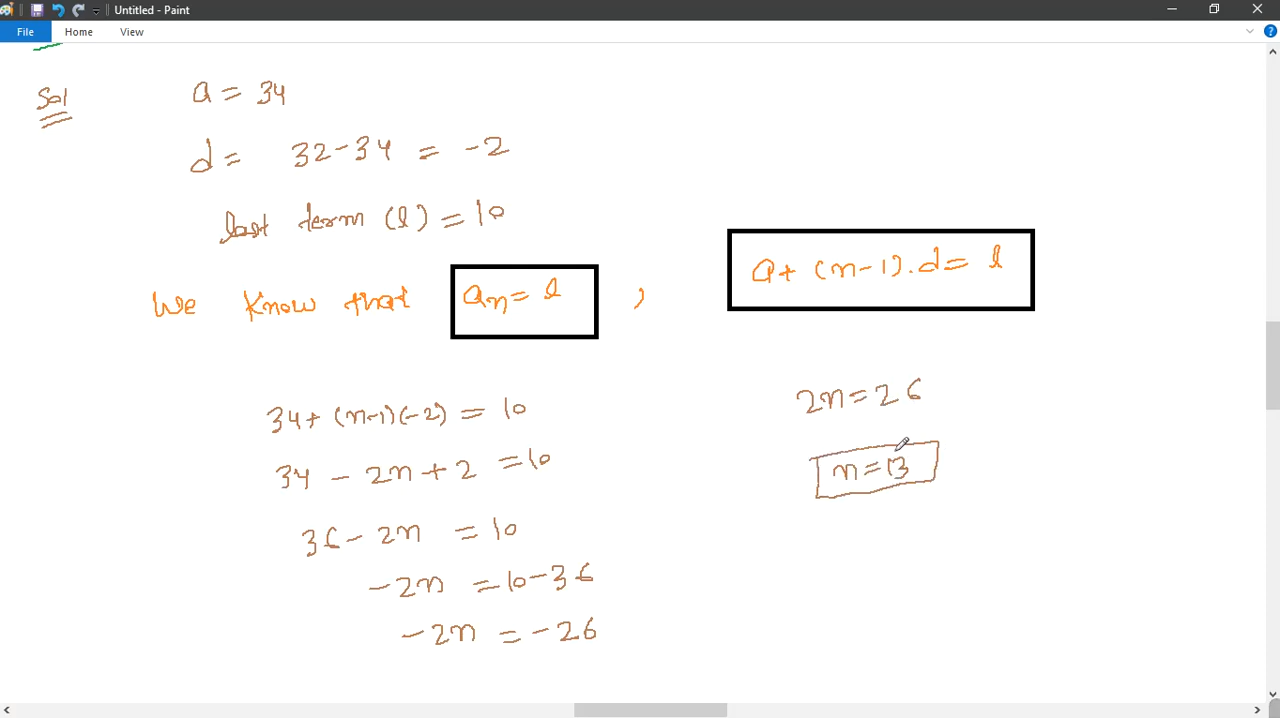 Untitled - Paint
File Home View
Sol
a = 34
d = 32-34 = -2
last term (l) = 10
We Know that an = l , a+ (n-1).d = l
34+ (n-1)(-2) = 10
34 - 2n + 2 = 10
36 - 2n = 10
-2n = 10-36
-2n = -26
2n = 26
n = 13